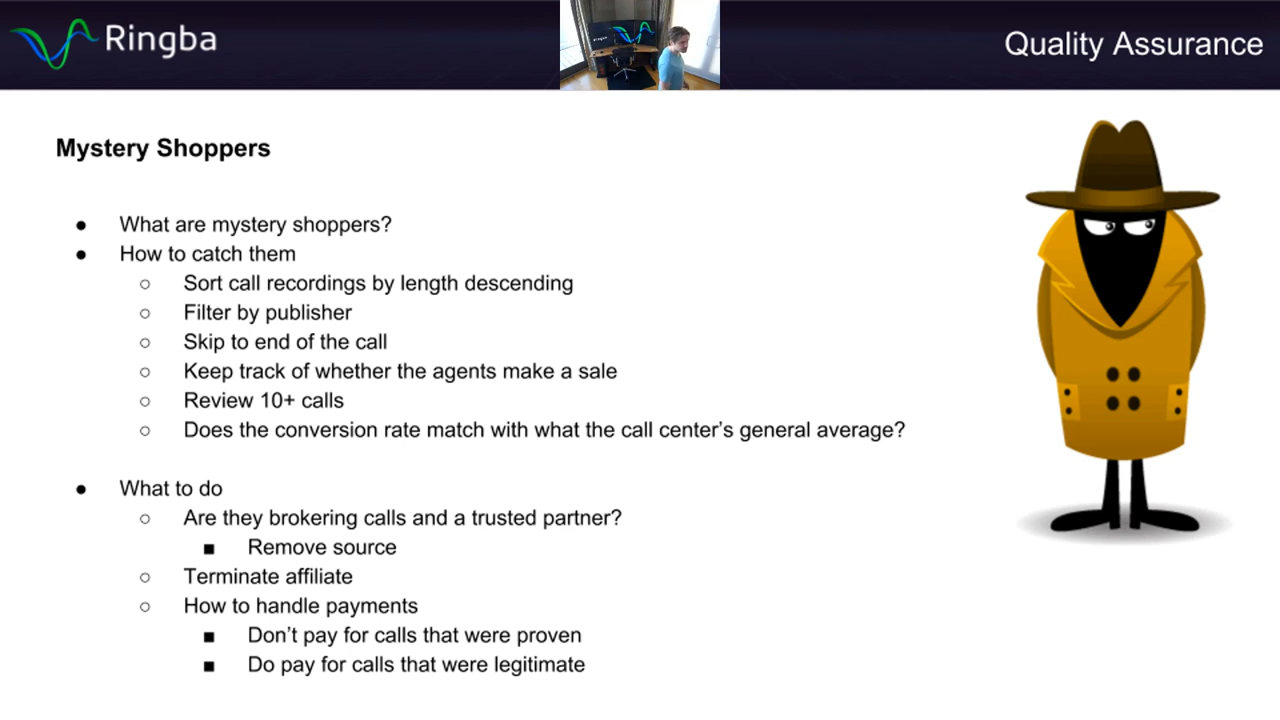 Ringba
Quality Assurance
Mystery Shoppers
● What are mystery shoppers?
● How to catch them
○ Sort call recordings by length descending
○ Filter by publisher
○ Skip to end of the call
○ Keep track of whether the agents make a sale
○ Review 10+ calls
○ Does the conversion rate match with what the call center’s general average?
● What to do
○ Are they brokering calls and a trusted partner?
■ Remove source
○ Terminate affiliate
○ How to handle payments
■ Don’t pay for calls that were proven
■ Do pay for calls that were legitimate